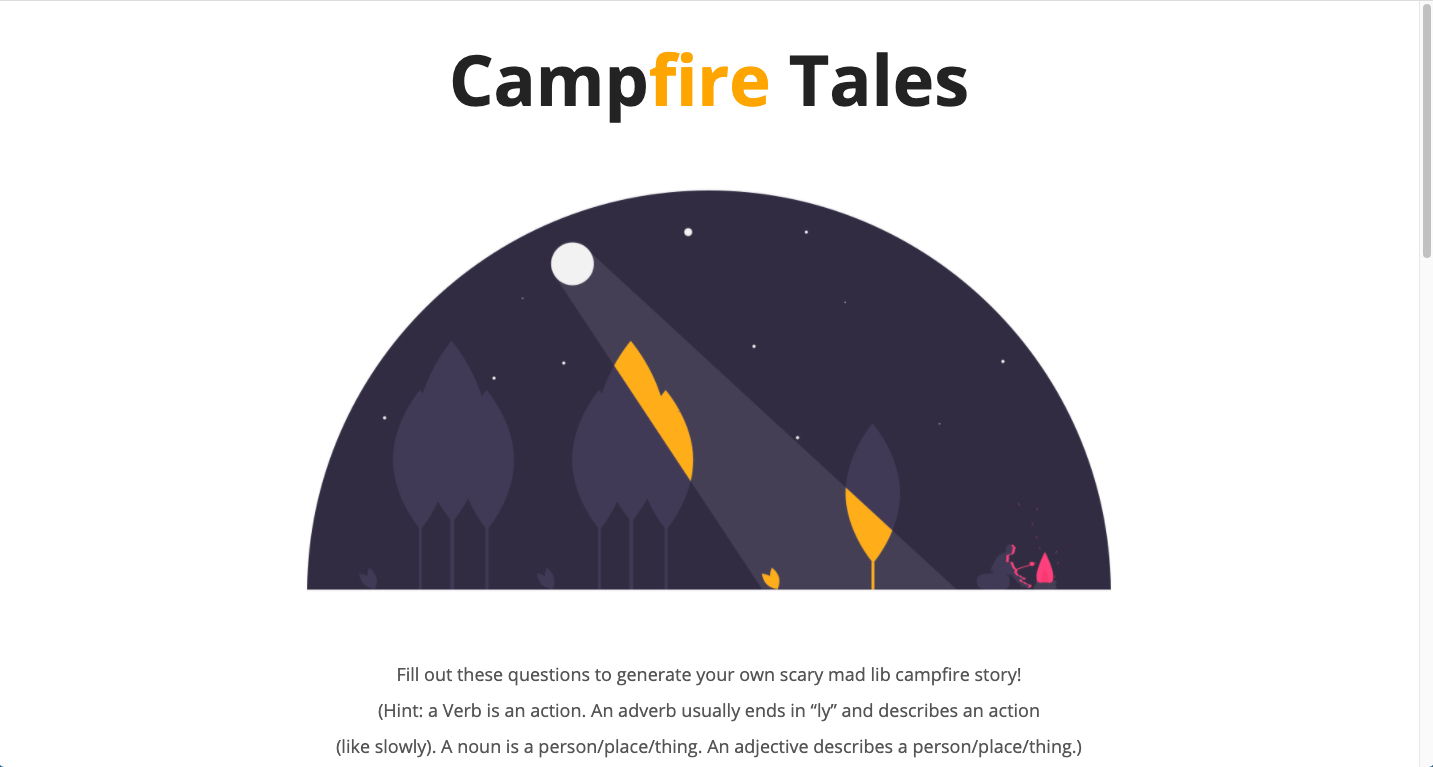 Campfire Tales
Fill out these questions to generate your own scary mad lib campfire story!
(Hint: a Verb is an action. An adverb usually ends in “ly” and describes an action
(like slowly). A noun is a person/place/thing. An adjective describes a person/place/thing.)